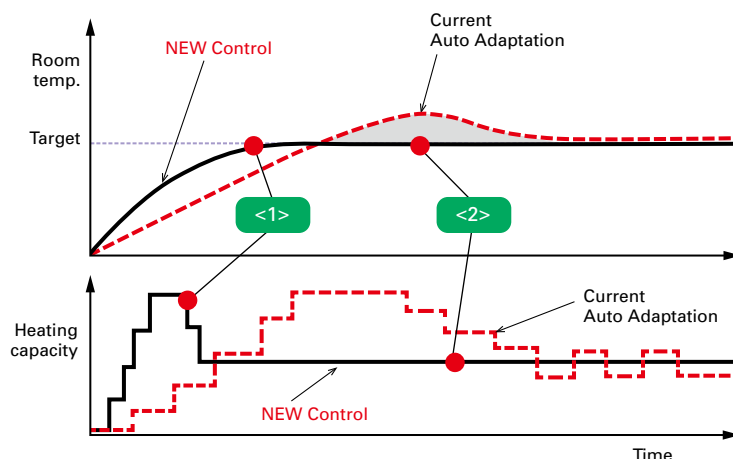 Current
Auto Adaptation
NEW Control
Room
temp.
Target
<1>
<2>
Heating
capacity
Current
Auto Adaptation
NEW Control
Time